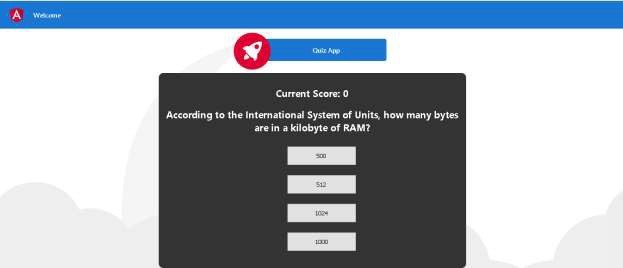 Welcome
Quiz App
Current Score: 0
According to the International System of Units, how many bytes
are in a kilobyte of RAM?
500
512
1024
1000